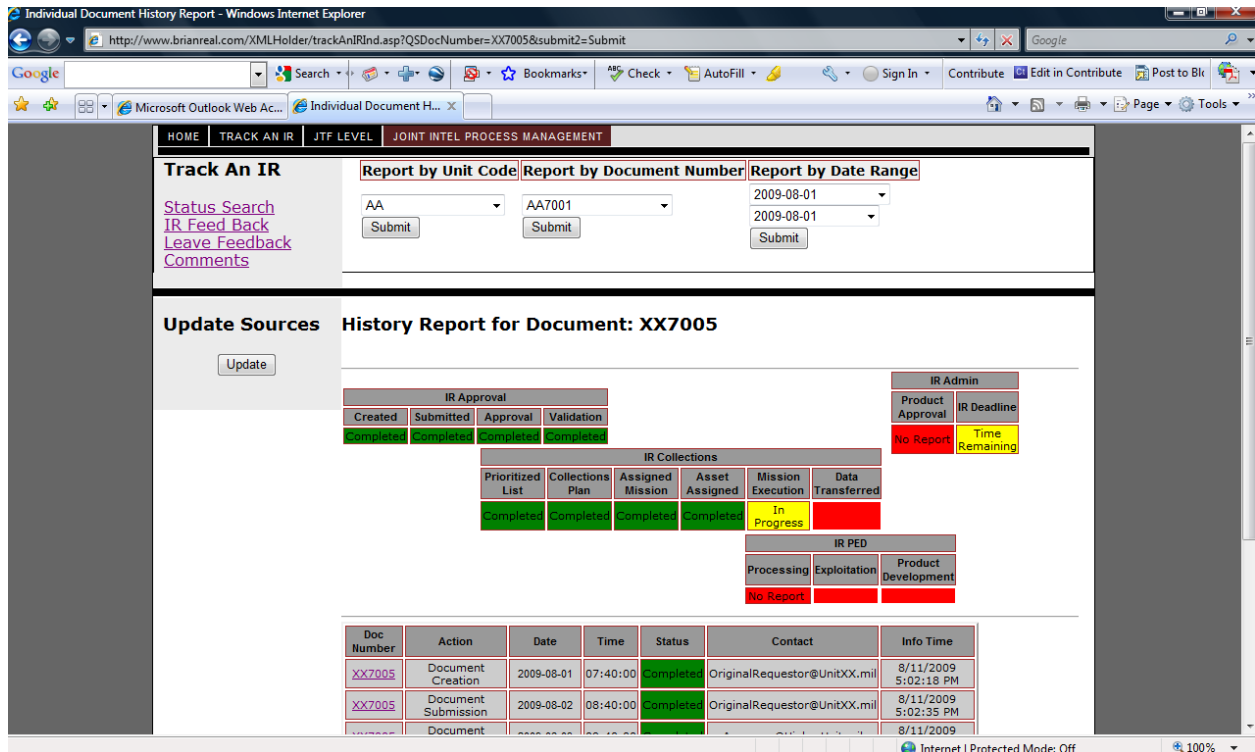 Individual Document History Report - Windows Internet Explorer
http://www.brianreal.com/XMLHolder/trackAnIRInd.asp?QSDocNumber=XX7005&submit2=Submit
Google
Google Search Bookmarks ABC Check AutoFill Sign In Contribute Edit in Contribute Post to Blo
Microsoft Outlook Web Ac... Individual Document H... X Page Tools
HOME TRACK AN IR JTF LEVEL JOINT INTEL PROCESS MANAGEMENT
Track An IR
Status Search
IR Feed Back
Leave Feedback
Comments
Report by Unit Code Report by Document Number Report by Date Range
AA AA7001 2009-08-01
2009-08-01
Submit Submit Submit
Update Sources
Update
History Report for Document: XX7005
IR Approval
Created Submitted Approval Validation
Completed Completed Completed Completed
IR Admin
Product Approval IR Deadline
No Report Time Remaining
IR Collections
Prioritized List Collections Plan Assigned Mission Asset Assigned Mission Execution Data Transferred
Completed Completed Completed Completed In Progress
IR PED
Processing Exploitation Product Development
No Report
Doc Number Action Date Time Status Contact Info Time
XX7005 Document Creation 2009-08-01 07:40:00 Completed OriginalRequestor@UnitXX.mil 8/11/2009 5:02:18 PM
XX7005 Document Submission 2009-08-02 08:40:00 Completed OriginalRequestor@UnitXX.mil 8/11/2009 5:02:35 PM
Document 8/11/2009
Internet | Protected Mode: Off 100%